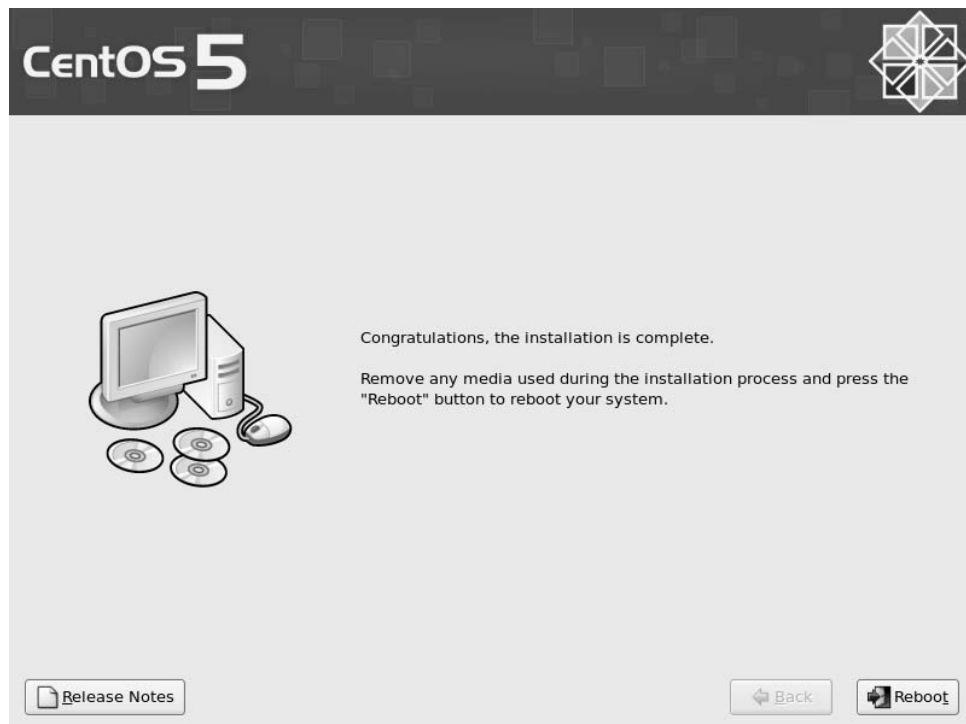 CentOS 5
Congratulations, the installation is complete.
Remove any media used during the installation process and press the
"Reboot" button to reboot your system.
Release Notes
Back
Reboot